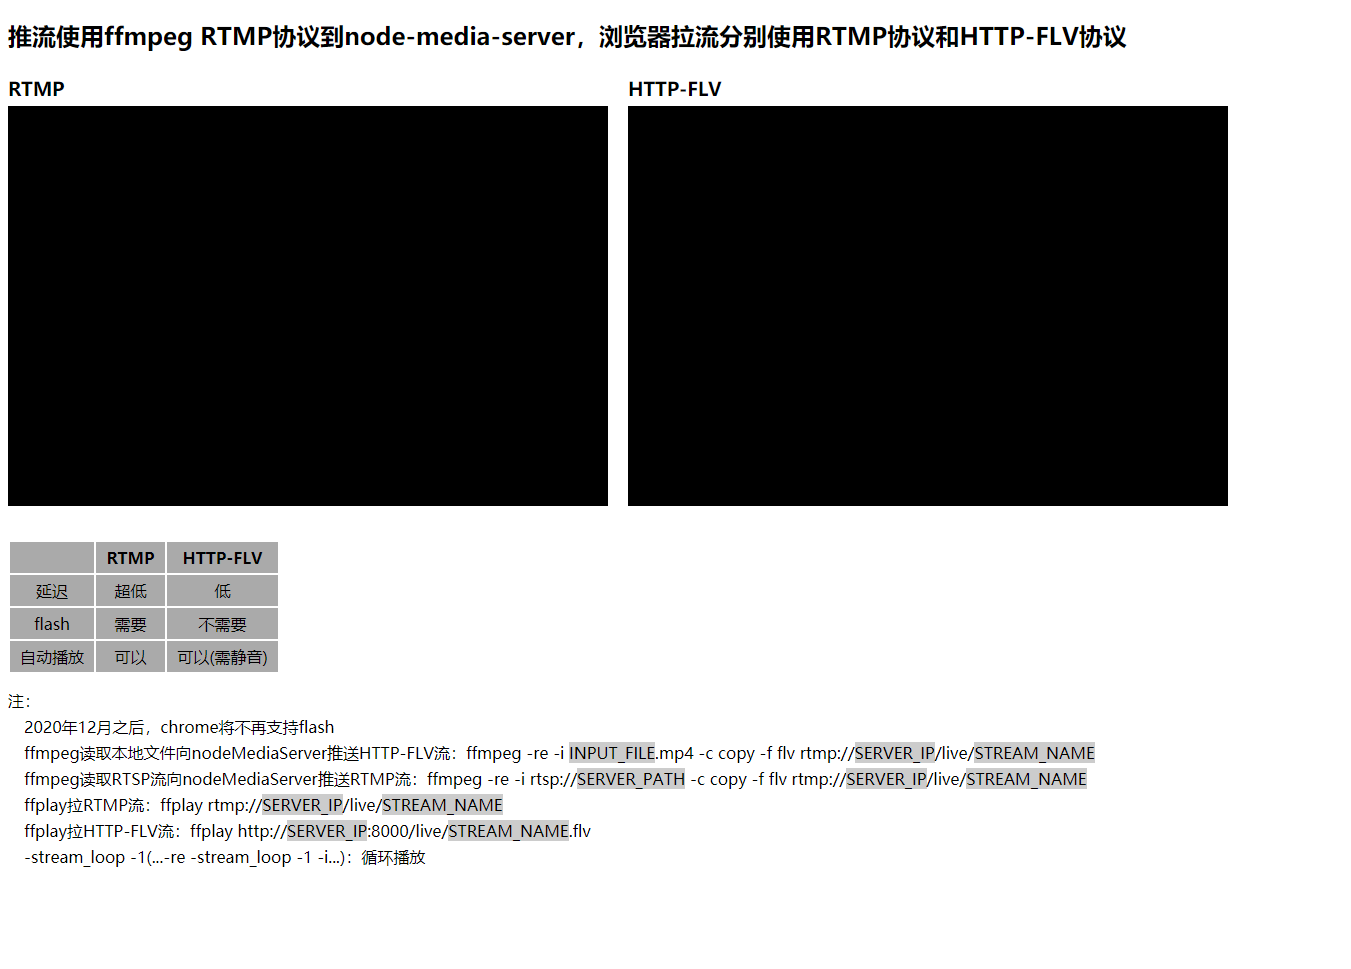 推流使用ffmpeg RTMP协议到node-media-server，浏览器拉流分别使用RTMP协议和HTTP-FLV协议
RTMP
HTTP-FLV
RTMP HTTP-FLV
延迟 超低 低
flash 需要 不需要
自动播放 可以 可以(需静音)
注：
2020年12月之后，chrome将不再支持flash
ffmpeg读取本地文件向nodeMediaServer推送HTTP-FLV流：ffmpeg -re -i INPUT_FILE.mp4 -c copy -f flv rtmp://SERVER_IP/live/STREAM_NAME
ffmpeg读取RTSP流向nodeMediaServer推送RTMP流：ffmpeg -re -i rtsp://SERVER_PATH -c copy -f flv rtmp://SERVER_IP/live/STREAM_NAME
ffplay拉RTMP流：ffplay rtmp://SERVER_IP/live/STREAM_NAME
ffplay拉HTTP-FLV流：ffplay http://SERVER_IP:8000/live/STREAM_NAME.flv
-stream_loop -1(...-re -stream_loop -1 -i...)：循环播放